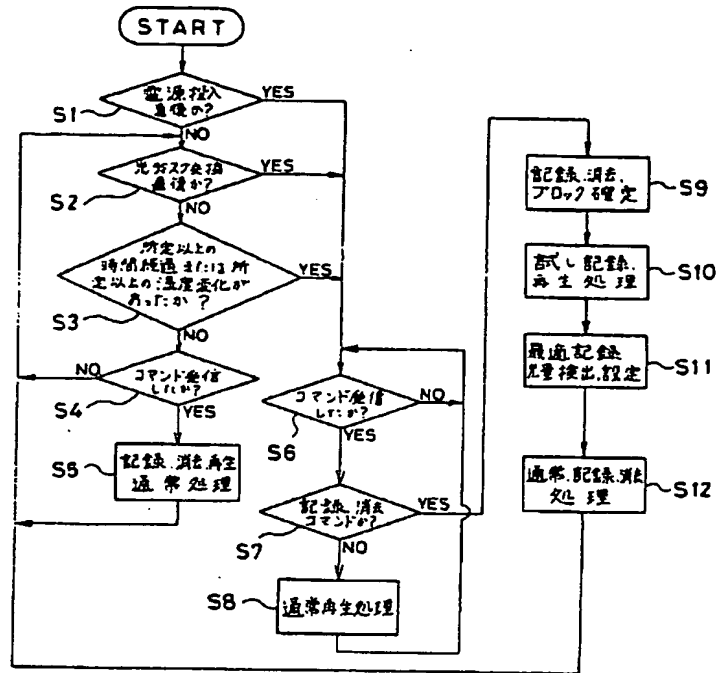 START
S1
電源投入
直後か?
YES
NO
S2
光ディスク交換
直後か?
YES
NO
S3
所定以上の
時間経過または所
定以上の温度変化が
あったか?
YES
NO
S4
コマンド発信
したか?
NO
YES
S5
記録、消去、再生
通常処理
S6
コマンド発信
したか?
NO
YES
S7
記録、消去
コマンドか?
YES
NO
S8
通常再生処理
記録、消去、
ブロック確定
S9
試し記録、
再生処理
S10
最適記録
光量検出、設定
S11
通常、記録、消去
処理
S12